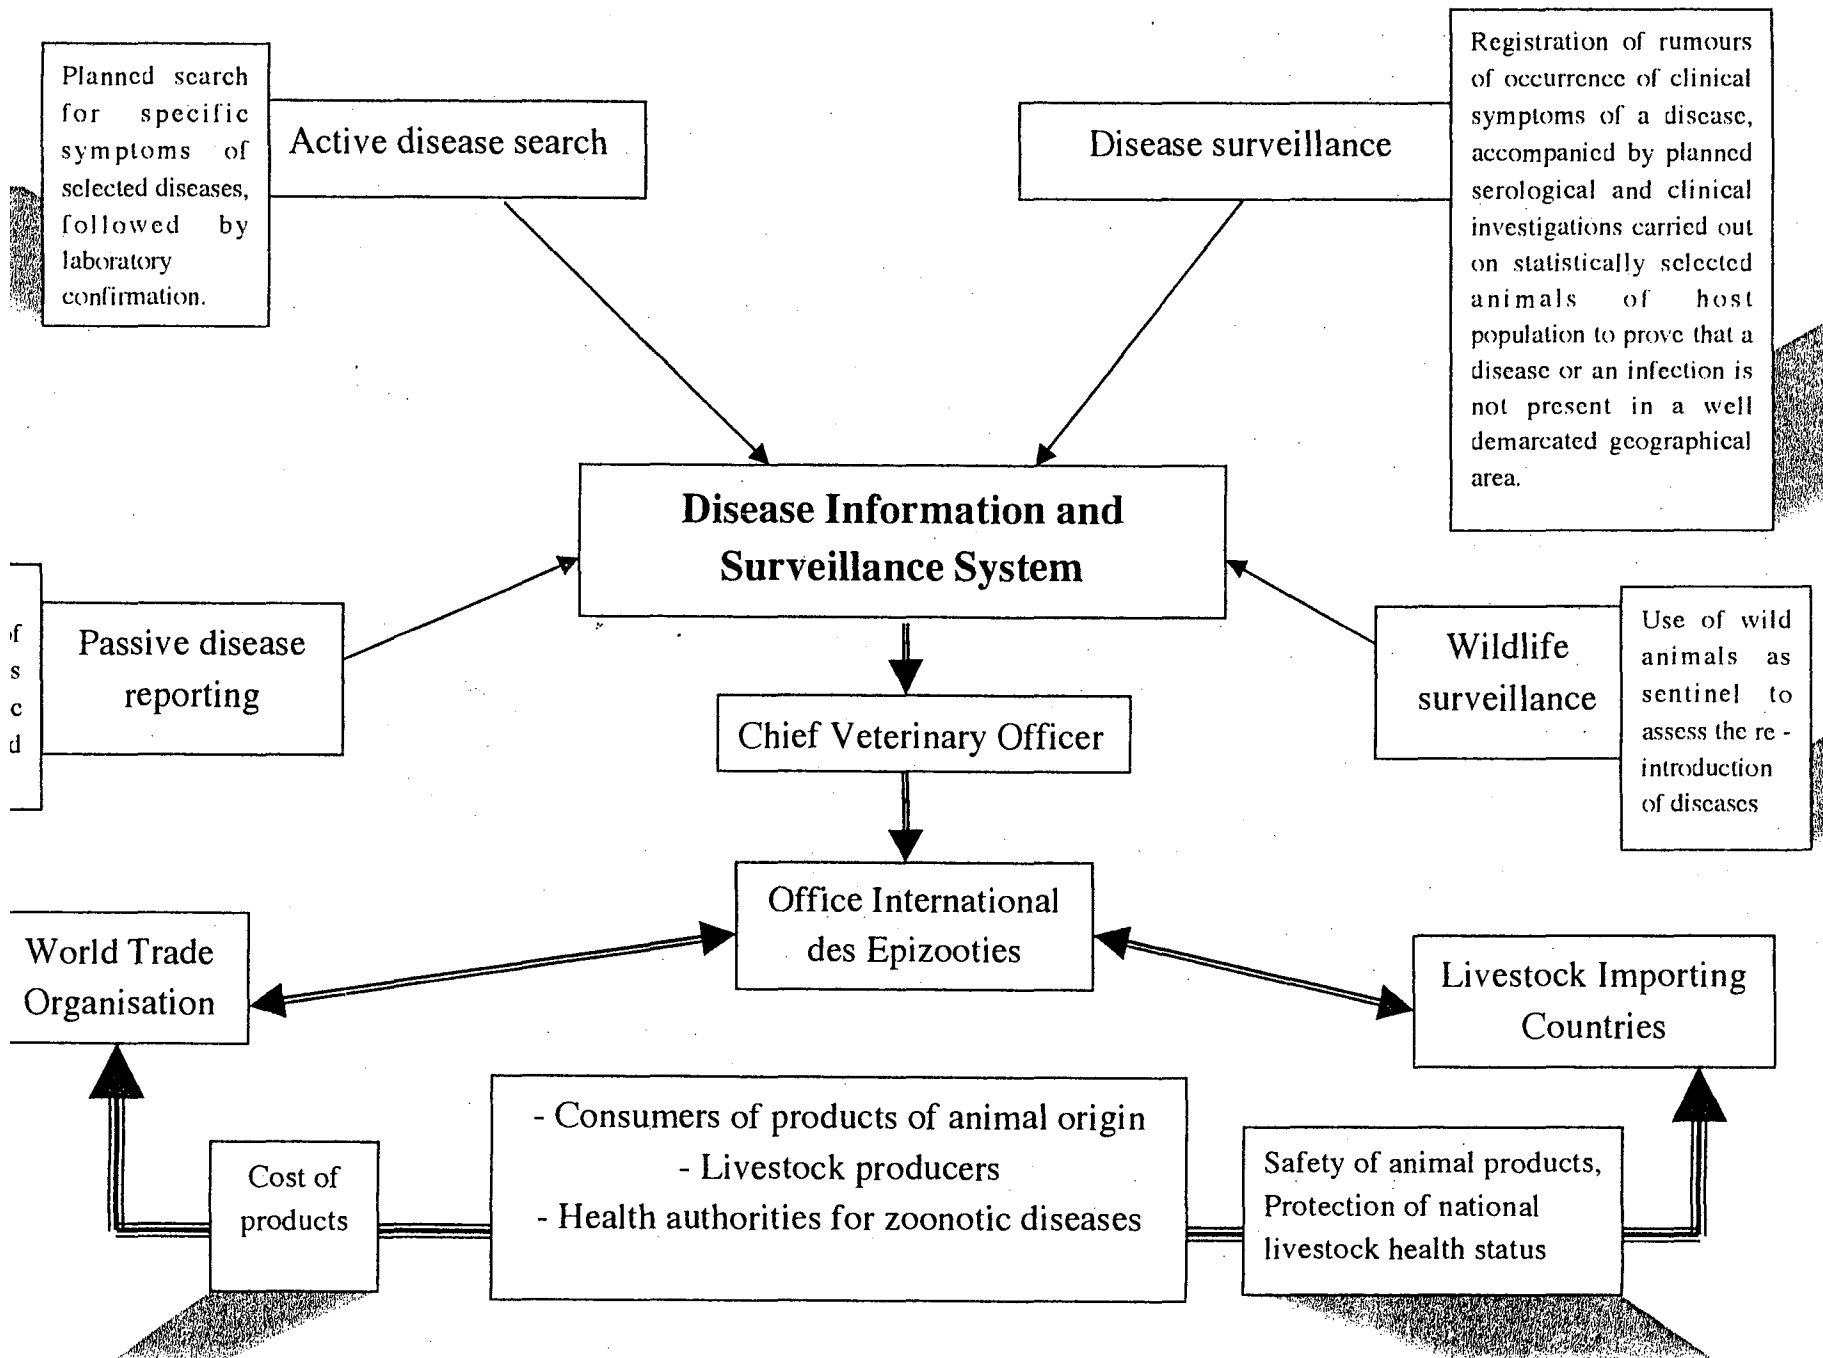 Planned search
for specific
symptoms of
selected diseases,
followed by
laboratory
confirmation.
Active disease search
Disease surveillance
Registration of rumours
of occurrence of clinical
symptoms of a disease,
accompanied by planned
serological and clinical
investigations carried out
on statistically selected
animals of host
population to prove that a
disease or an infection is
not present in a well
demarcated geographical
area.
Disease Information and
Surveillance System
Passive disease
reporting
Wildlife
surveillance
Use of wild
animals as
sentinel to
assess the re -
introduction
of diseases
Chief Veterinary Officer
Office International
des Epizooties
World Trade
Organisation
Livestock Importing
Countries
- Consumers of products of animal origin
- Livestock producers
- Health authorities for zoonotic diseases
Cost of
products
Safety of animal products,
Protection of national
livestock health status